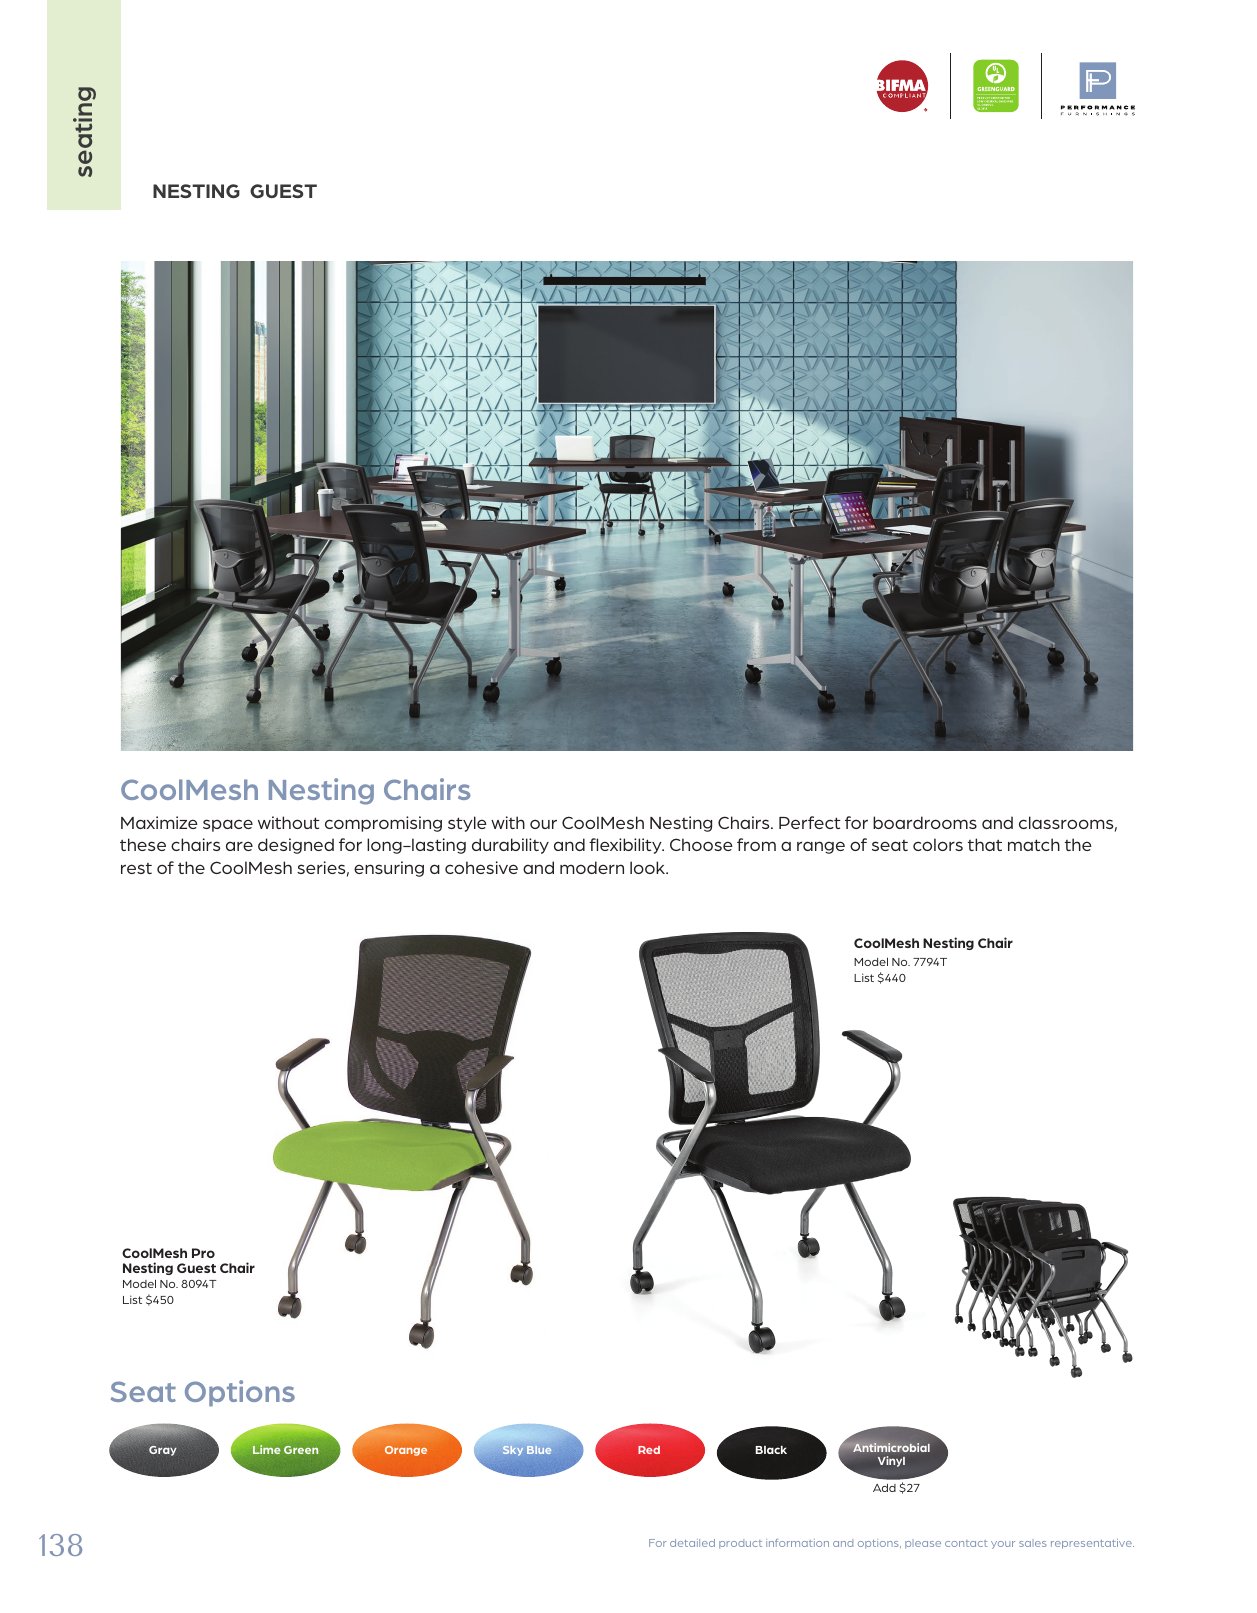 seating
BIFMA
COMPLIANT
GREENGUARD
PERFORMANCE
FURNISHINGS
NESTING GUEST
CoolMesh Nesting Chairs
Maximize space without compromising style with our CoolMesh Nesting Chairs. Perfect for boardrooms and classrooms,
these chairs are designed for long-lasting durability and flexibility. Choose from a range of seat colors that match the
rest of the CoolMesh series, ensuring a cohesive and modern look.
CoolMesh Nesting Chair
Model No. 7794T
List $440
CoolMesh Pro
Nesting Guest Chair
Model No. 8094T
List $450
Seat Options
Gray
Lime Green
Orange
Sky Blue
Red
Black
Antimicrobial
Vinyl
Add $27
138
For detailed product information and options, please contact your sales representative.